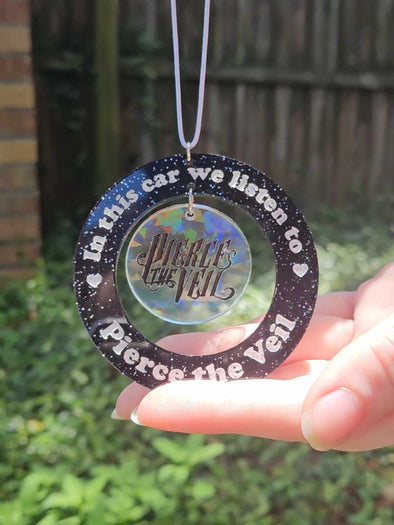 In this car we listen to
PIERCE
THE VEIL
Pierce the Veil